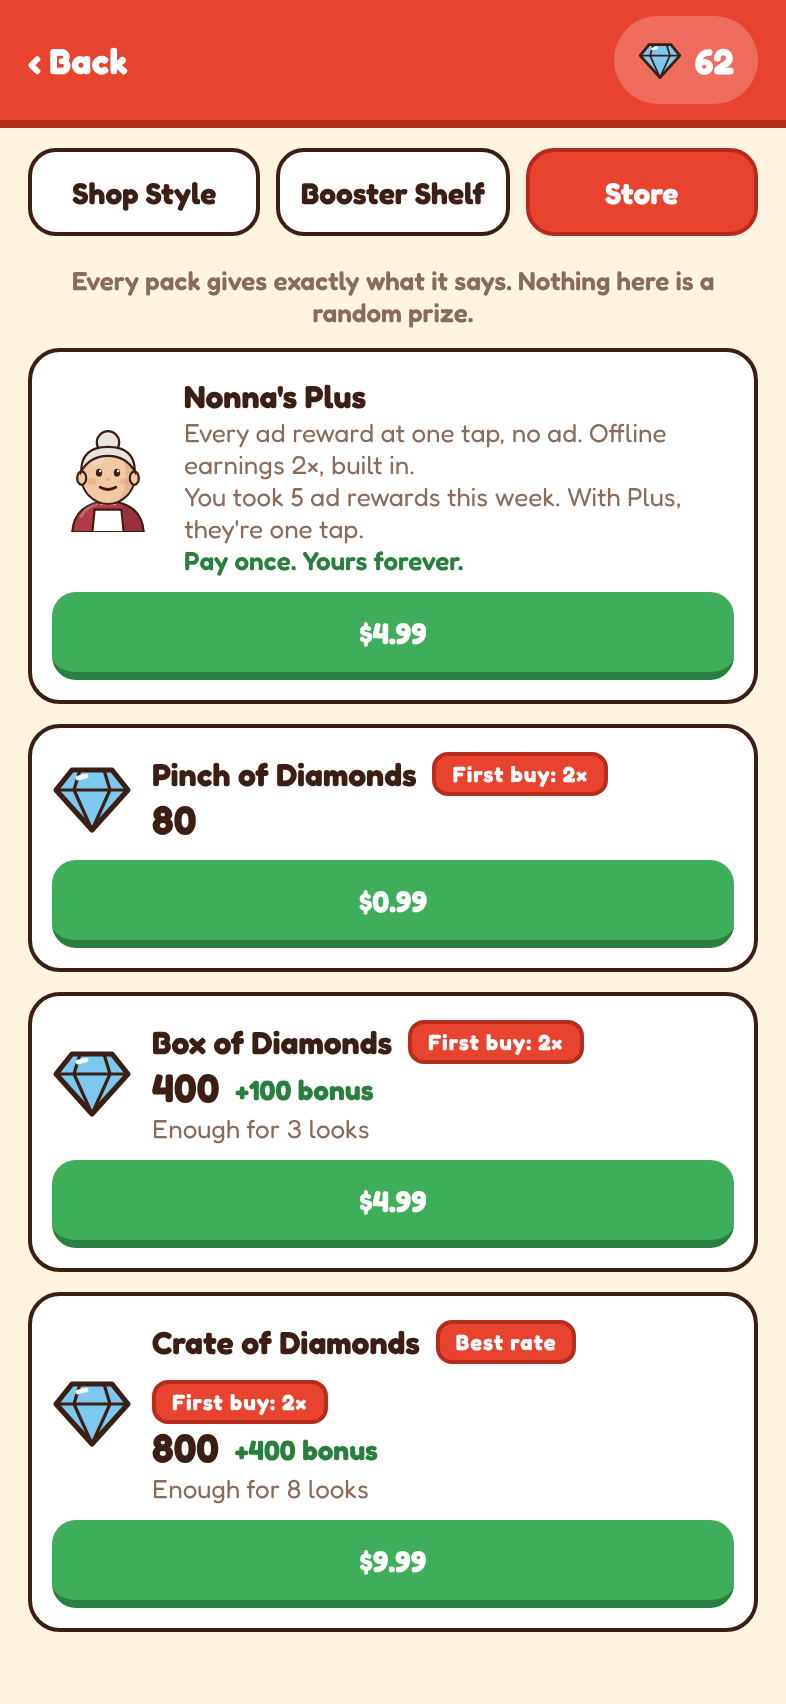 ‹ Back
62
Shop Style
Booster Shelf
Store
Every pack gives exactly what it says. Nothing here is a
random prize.
Nonna's Plus
Every ad reward at one tap, no ad. Offline
earnings 2×, built in.
You took 5 ad rewards this week. With Plus,
they're one tap.
Pay once. Yours forever.
$4.99
Pinch of Diamonds
First buy: 2×
80
$0.99
Box of Diamonds
First buy: 2×
400 +100 bonus
Enough for 3 looks
$4.99
Crate of Diamonds
Best rate
First buy: 2×
800 +400 bonus
Enough for 8 looks
$9.99